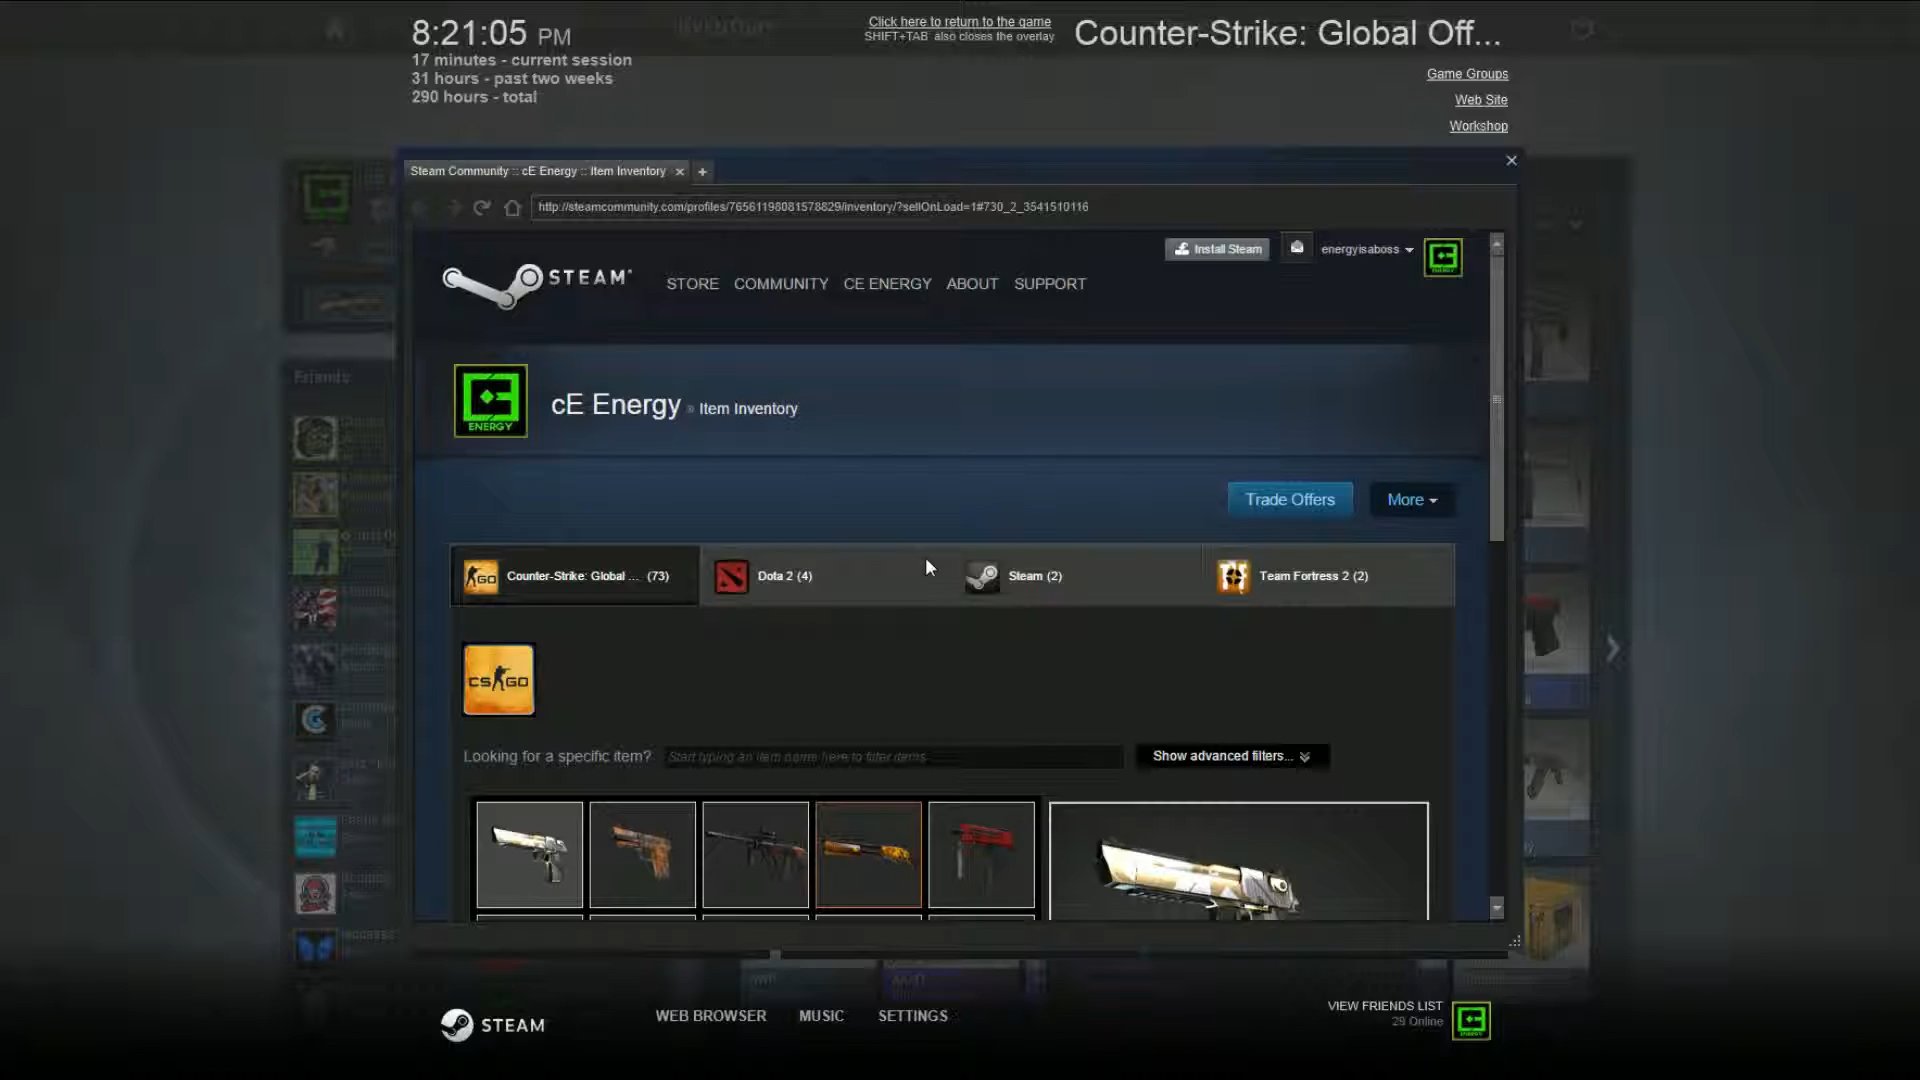 8:21:05 PM
17 minutes - current session
31 hours - past two weeks
290 hours - total
Click here to return to the game
SHIFT+TAB also closes the overlay
Counter-Strike: Global Off...
Game Groups
Web Site
Workshop
Steam Community :: cE Energy :: Item Inventory
http://steamcommunity.com/profiles/76561198081578829/inventory/?sellOnLoad=1#730_2_3541510116
Install Steam
energyisaboss
STEAM
STORE COMMUNITY CE ENERGY ABOUT SUPPORT
ENERGY
cE Energy » Item Inventory
Trade Offers
More
Friends
Counter-Strike: Global ... (73)
Dota 2 (4)
Steam (2)
Team Fortress 2 (2)
CS GO
Looking for a specific item?
Start typing an item name here to filter items
Show advanced filters...
STEAM
WEB BROWSER MUSIC SETTINGS
VIEW FRIENDS LIST
29 Online